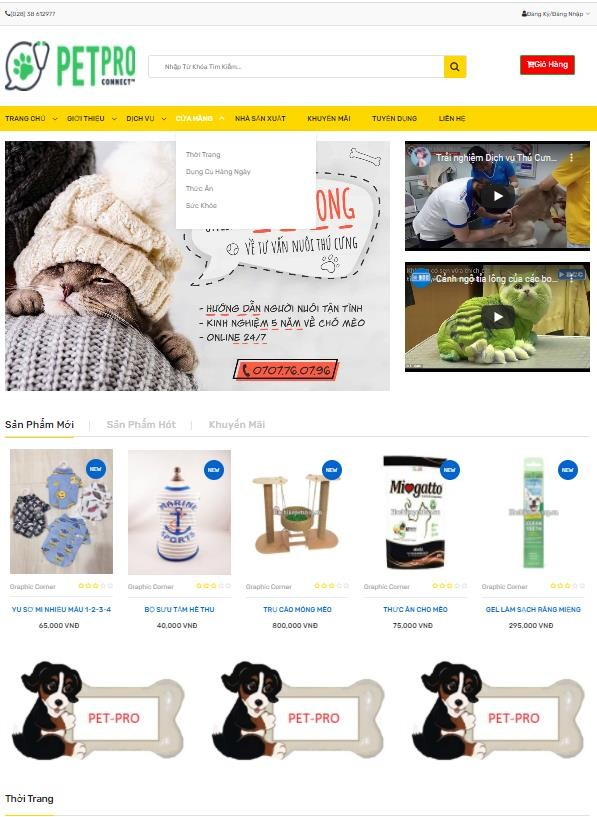 (028) 38 612977
Đăng Ký/Đăng Nhập
PETPRO
CONNECT™
Nhập Từ Khóa Tìm Kiếm...
Giỏ Hàng
TRANG CHỦ
GIỚI THIỆU
DỊCH VỤ
CỬA HÀNG
NHÀ SẢN XUẤT
KHUYẾN MÃI
TUYỂN DỤNG
LIÊN HỆ
Thời Trang
Dụng Cụ Hàng Ngày
Thức Ăn
Sức Khỏe
ONG
VỀ TƯ VẤN NUÔI THÚ CƯNG
- HƯỚNG DẪN NGƯỜI NUÔI TẬN TÌNH
- KINH NGHIỆM 5 NĂM VỀ CHÓ MÈO
- ONLINE 24/7
0707.76.07.96
Trải nghiệm Dịch vụ Thú Cưn...
Cảnh ngộ tỉa lông của các bo...
Sản Phẩm Mới
Sản Phẩm Hót
Khuyến Mãi
NEW
NEW
NEW
NEW
NEW
MARINE
SPORTS
Miogatto
Graphic Corner
Graphic Corner
Graphic Corner
Graphic Corner
Graphic Corner
VU SƠ MI NHIỀU MÀU 1-2-3-4
BỘ SƯU TẦM HÈ THU
TRỤ CÀO MÓNG MÈO
THỨC ĂN CHO MÈO
GEL LÀM SẠCH RĂNG MIỆNG
65,000 VNĐ
40,000 VNĐ
800,000 VNĐ
75,000 VNĐ
295,000 VNĐ
PET-PRO
PET-PRO
PET-PRO
Thời Trang